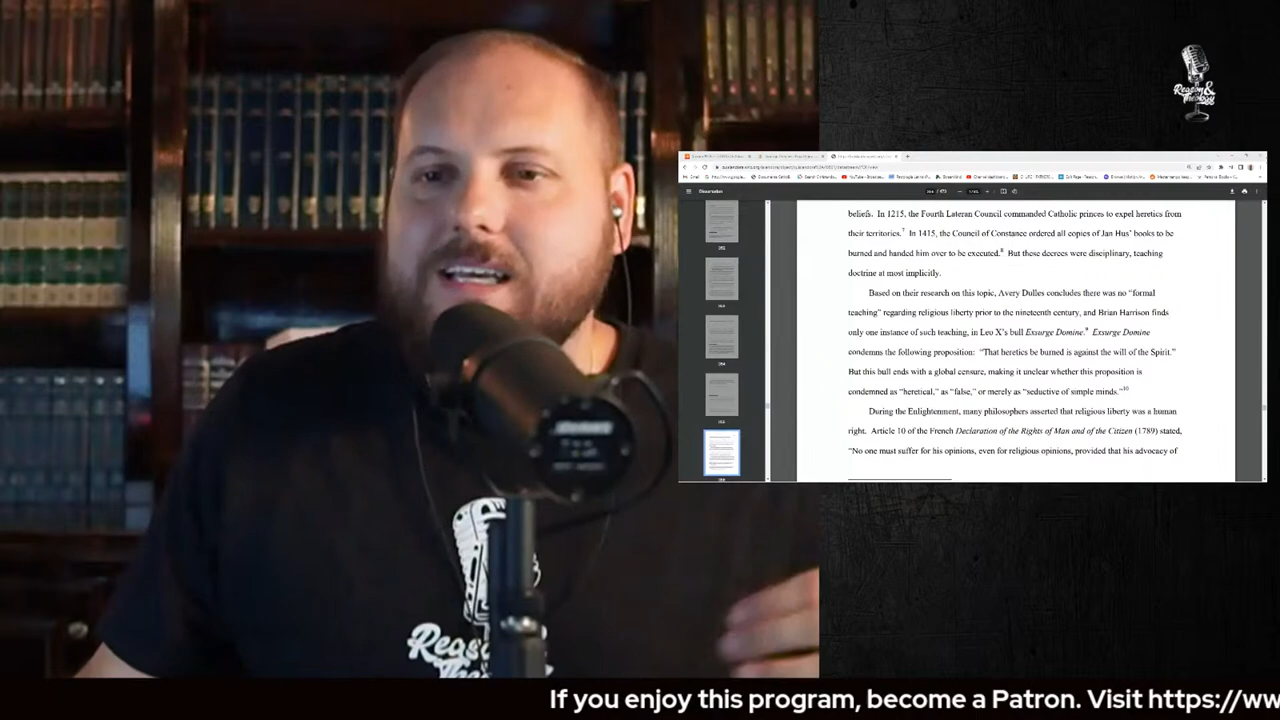 Reason &
Theology
Dissertation
beliefs. In 1215, the Fourth Lateran Council commanded Catholic princes to expel heretics from
their territories.7 In 1415, the Council of Constance ordered all copies of Jan Hus’ books to be
burned and handed him over to be executed.8 But these decrees were disciplinary, teaching
doctrine at most implicitly.
Based on their research on this topic, Avery Dulles concludes there was no “formal
teaching” regarding religious liberty prior to the nineteenth century, and Brian Harrison finds
only one instance of such teaching, in Leo X’s bull Exsurge Domine.9 Exsurge Domine
condemns the following proposition: “That heretics be burned is against the will of the Spirit.”
But this bull ends with a global censure, making it unclear whether this proposition is
condemned as “heretical,” as “false,” or merely as “seductive of simple minds.”10
During the Enlightenment, many philosophers asserted that religious liberty was a human
right. Article 10 of the French Declaration of the Rights of Man and of the Citizen (1789) stated,
“No one must suffer for his opinions, even for religious opinions, provided that his advocacy of
Reas
The
If you enjoy this program, become a Patron. Visit https://ww